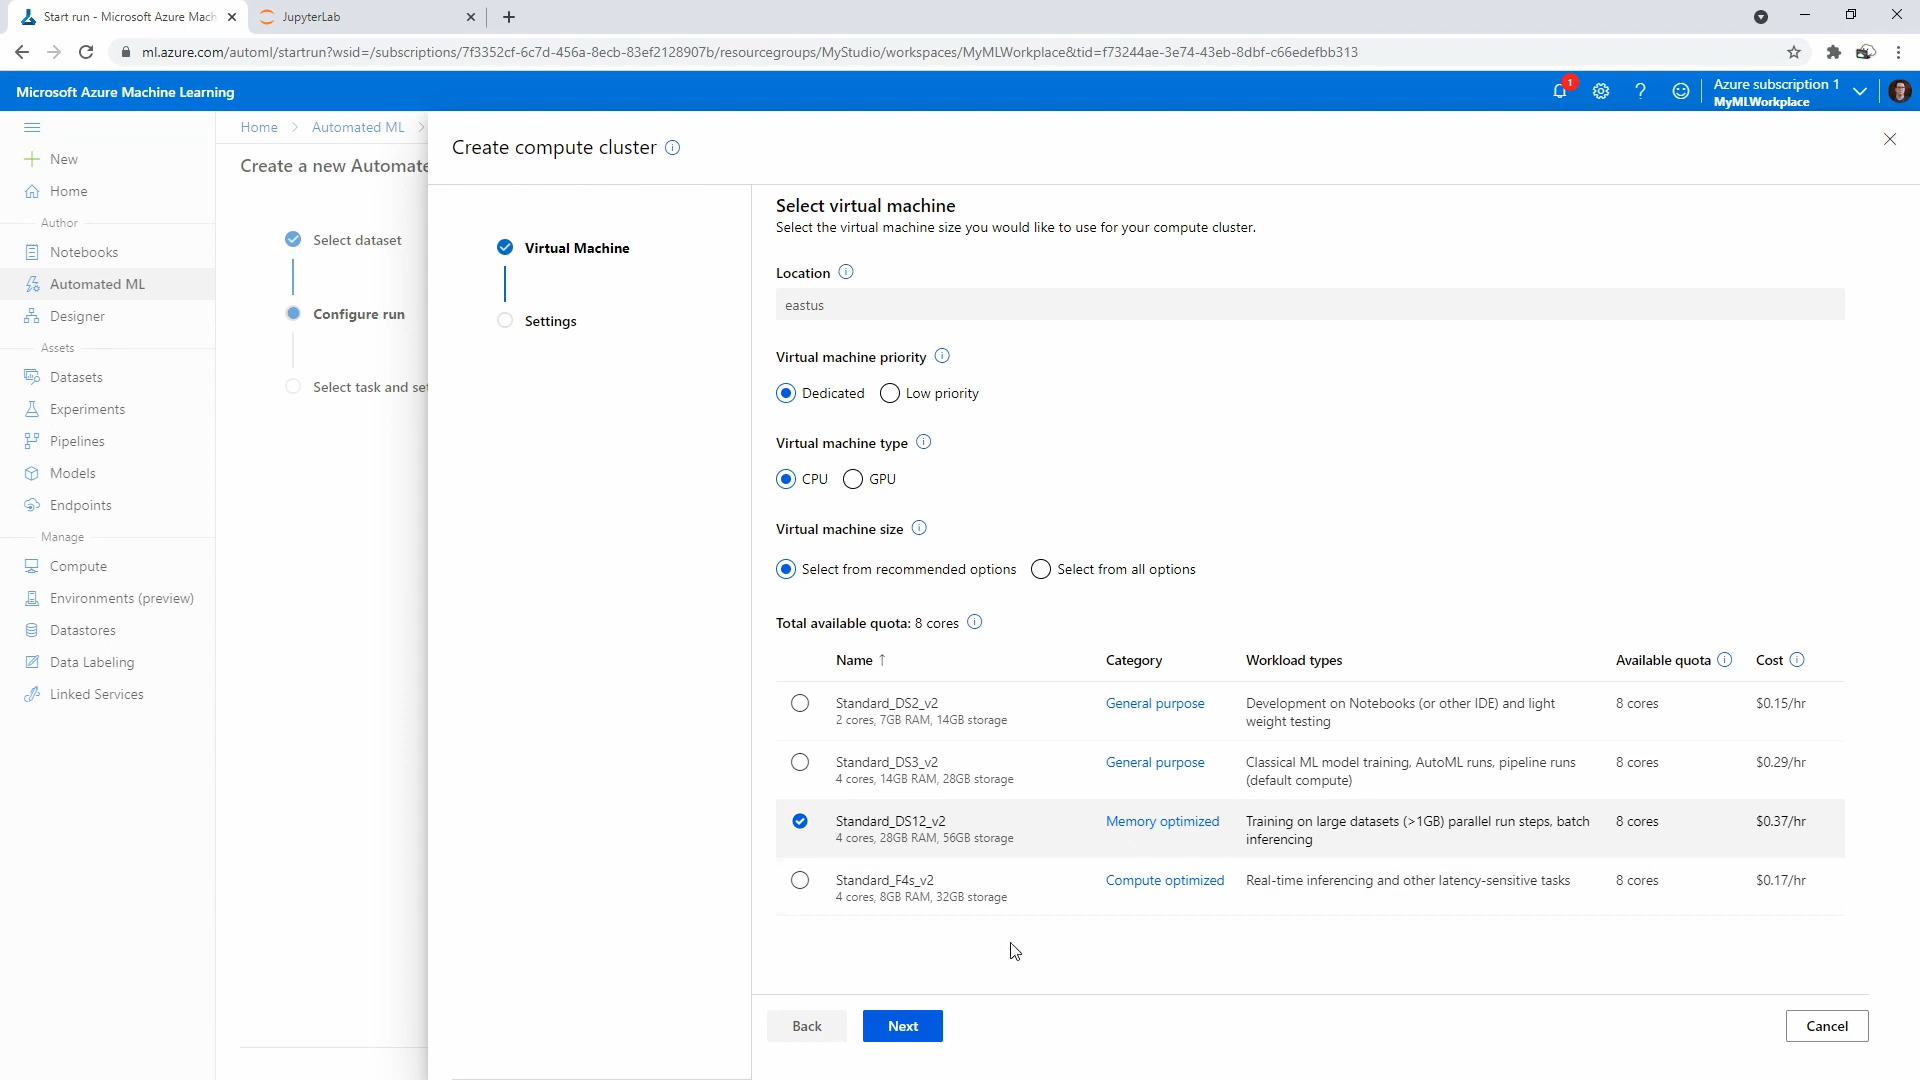 Start run - Microsoft Azure Mach
JupyterLab
ml.azure.com/automl/startrun?wsid=/subscriptions/7f3352cf-6c7d-456a-8ecb-83ef2128907b/resourcegroups/MyStudio/workspaces/MyMLWorkplace&tid=f73244ae-3e74-43eb-8dbf-c66edefbb313
Microsoft Azure Machine Learning
1
Azure subscription 1
MyMLWorkplace
New
Home
Author
Notebooks
Automated ML
Designer
Assets
Datasets
Experiments
Pipelines
Models
Endpoints
Manage
Compute
Environments (preview)
Datastores
Data Labeling
Linked Services
Home > Automated ML >
Create a new Automate
Select dataset
Configure run
Select task and set
Create compute cluster
Virtual Machine
Settings
Select virtual machine
Select the virtual machine size you would like to use for your compute cluster.
Location
eastus
Virtual machine priority
Dedicated Low priority
Virtual machine type
CPU GPU
Virtual machine size
Select from recommended options Select from all options
Total available quota: 8 cores
Name ↑ Category Workload types Available quota Cost
Standard_DS2_v2 General purpose Development on Notebooks (or other IDE) and light 8 cores $0.15/hr
2 cores, 7GB RAM, 14GB storage weight testing
Standard_DS3_v2 General purpose Classical ML model training, AutoML runs, pipeline runs 8 cores $0.29/hr
4 cores, 14GB RAM, 28GB storage (default compute)
Standard_DS12_v2 Memory optimized Training on large datasets (>1GB) parallel run steps, batch 8 cores $0.37/hr
4 cores, 28GB RAM, 56GB storage inferencing
Standard_F4s_v2 Compute optimized Real-time inferencing and other latency-sensitive tasks 8 cores $0.17/hr
4 cores, 8GB RAM, 32GB storage
Back Next Cancel